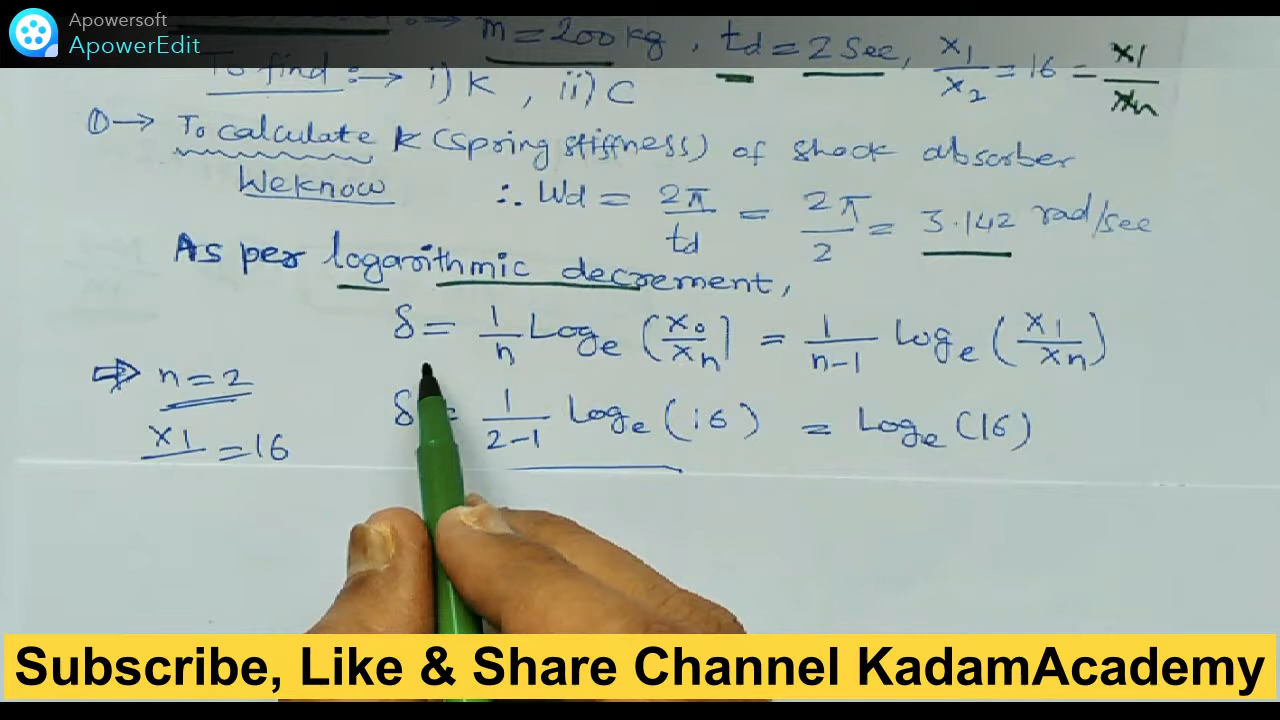 Apowersoft
ApowerEdit
m = 200 kg , td = 2 Sec, x1/x2 = 16 = x1/xn
To find :→ i) K , ii) C
① → To calculate K (spring stiffness) of shock absorber
We know ∴ Wd = 2π/td = 2π/2 = 3.142 rad/sec
As per logarithmic decrement,
δ = 1/n Loge (x0/xn] = 1/n-1 loge (x1/xn)
⇒ n = 2
δ = 1/2-1 Loge (16) = Loge (16)
x1/ = 16
Subscribe, Like & Share Channel KadamAcademy